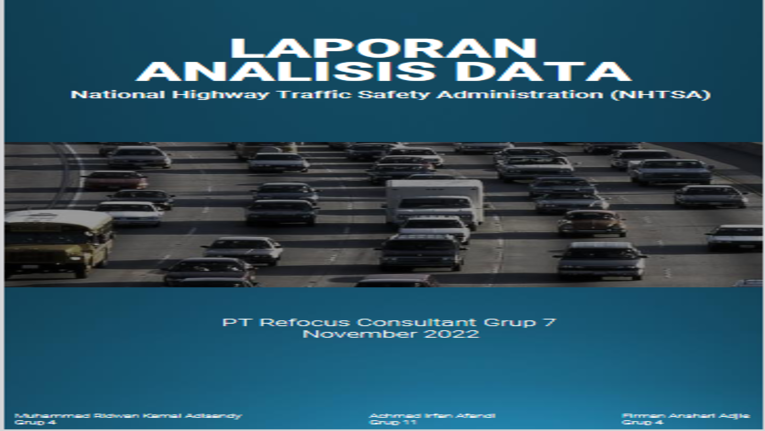 LAPORAN
ANALISIS DATA
National Highway Traffic Safety Administration (NHTSA)
PT Refocus Consultant Grup 7
November 2022
Muhammad Ridwan Kamal Adisendy
Grup 4
Achmad Irfan Afandi
Grup 11
Firman Anshari Adjie
Grup 4